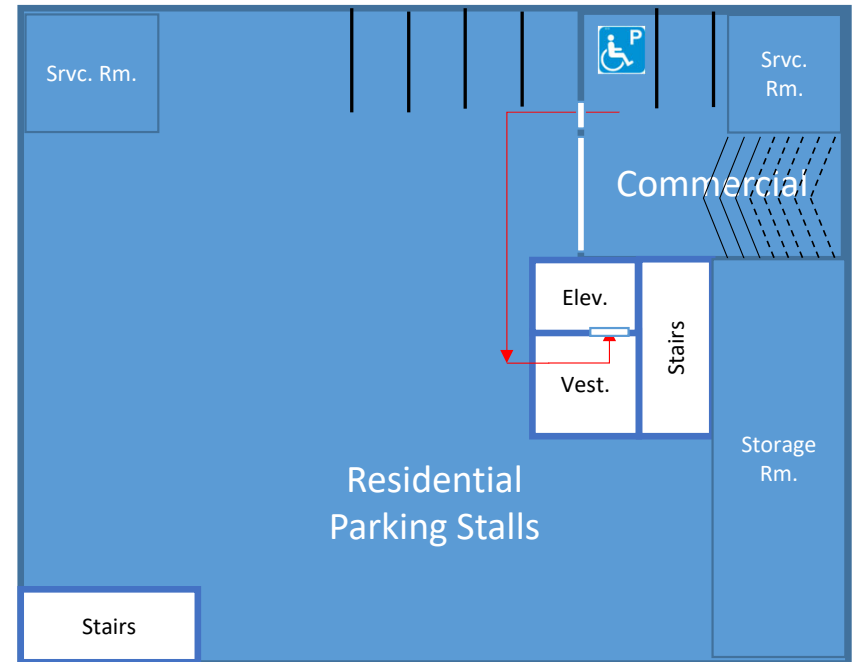 Srvc. Rm.
P
Srvc.
Rm.
Commercial
Elev.
Stairs
Vest.
Storage
Rm.
Residential
Parking Stalls
Stairs